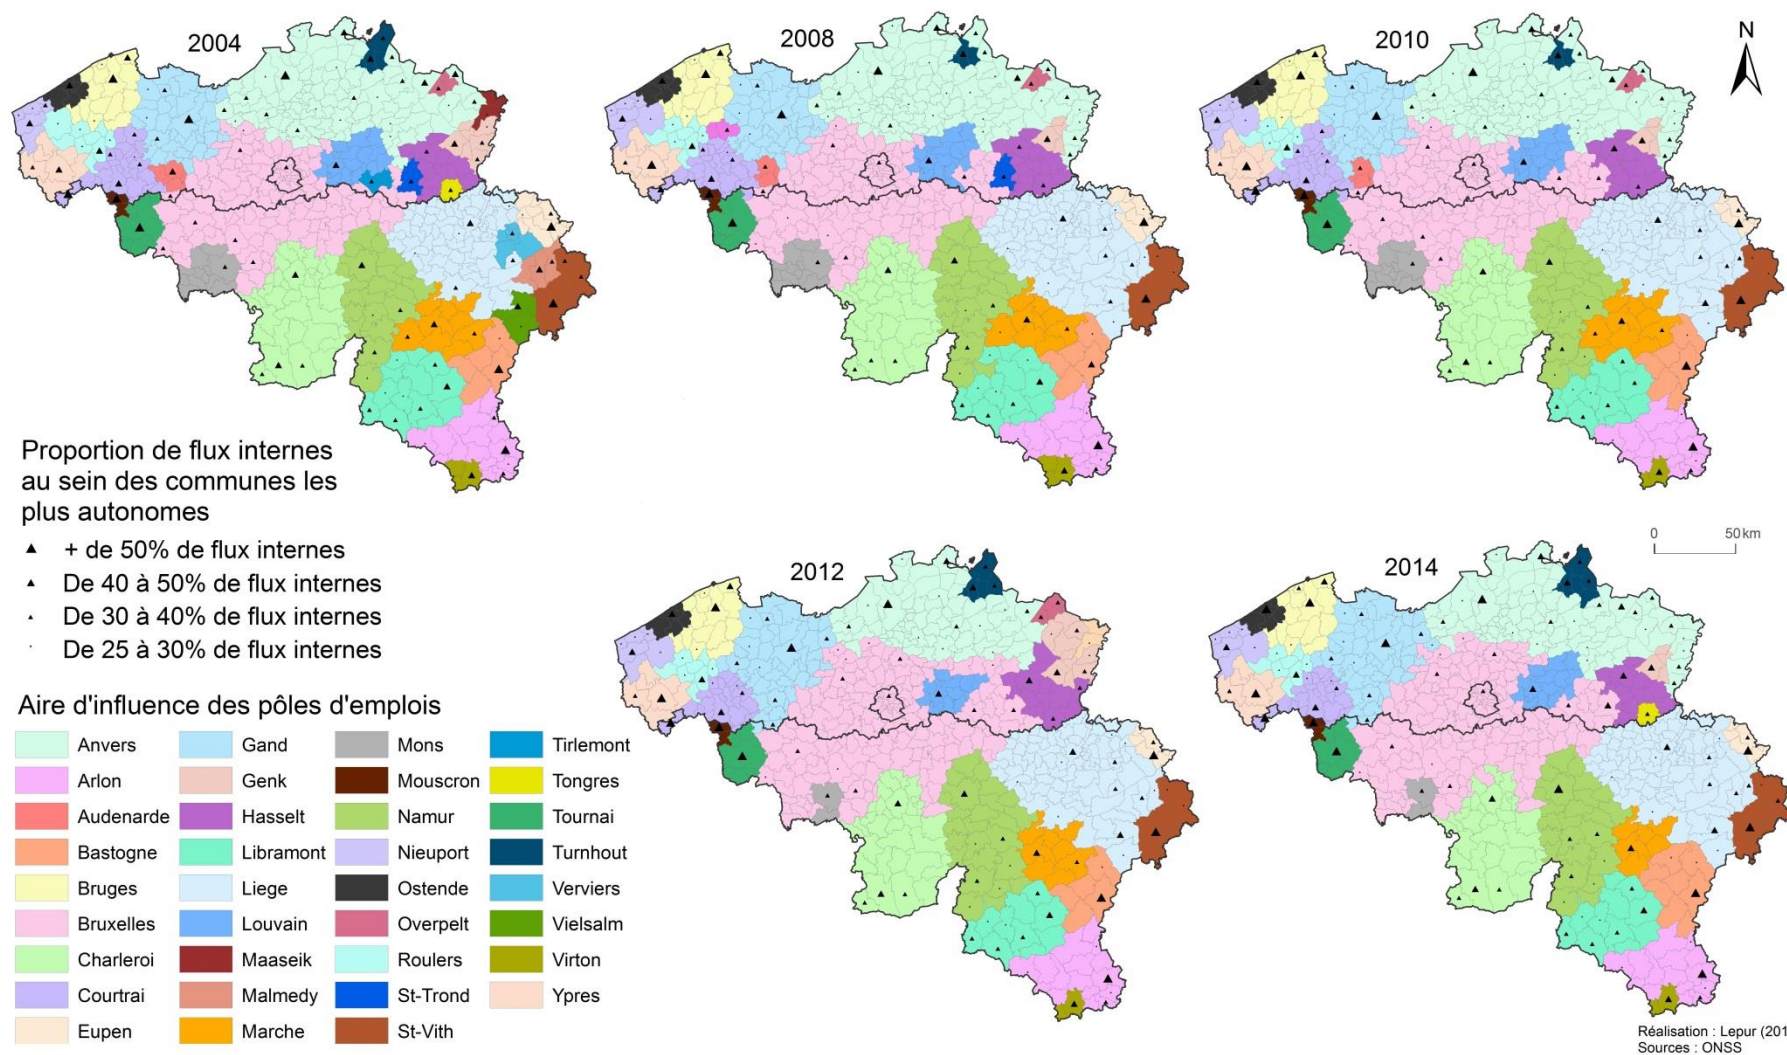 2004
2008
2010
N
Proportion de flux internes
au sein des communes les
plus autonomes
+ de 50% de flux internes
De 40 à 50% de flux internes
De 30 à 40% de flux internes
De 25 à 30% de flux internes
0 50 km
2012
2014
Aire d'influence des pôles d'emplois
Anvers
Arlon
Audenarde
Bastogne
Bruges
Bruxelles
Charleroi
Courtrai
Eupen
Gand
Genk
Hasselt
Libramont
Liege
Louvain
Maaseik
Malmedy
Marche
Mons
Mouscron
Namur
Nieuport
Ostende
Overpelt
Roulers
St-Trond
St-Vith
Tirlemont
Tongres
Tournai
Turnhout
Verviers
Vielsalm
Virton
Ypres
Réalisation : Lepur (201
Sources : ONSS